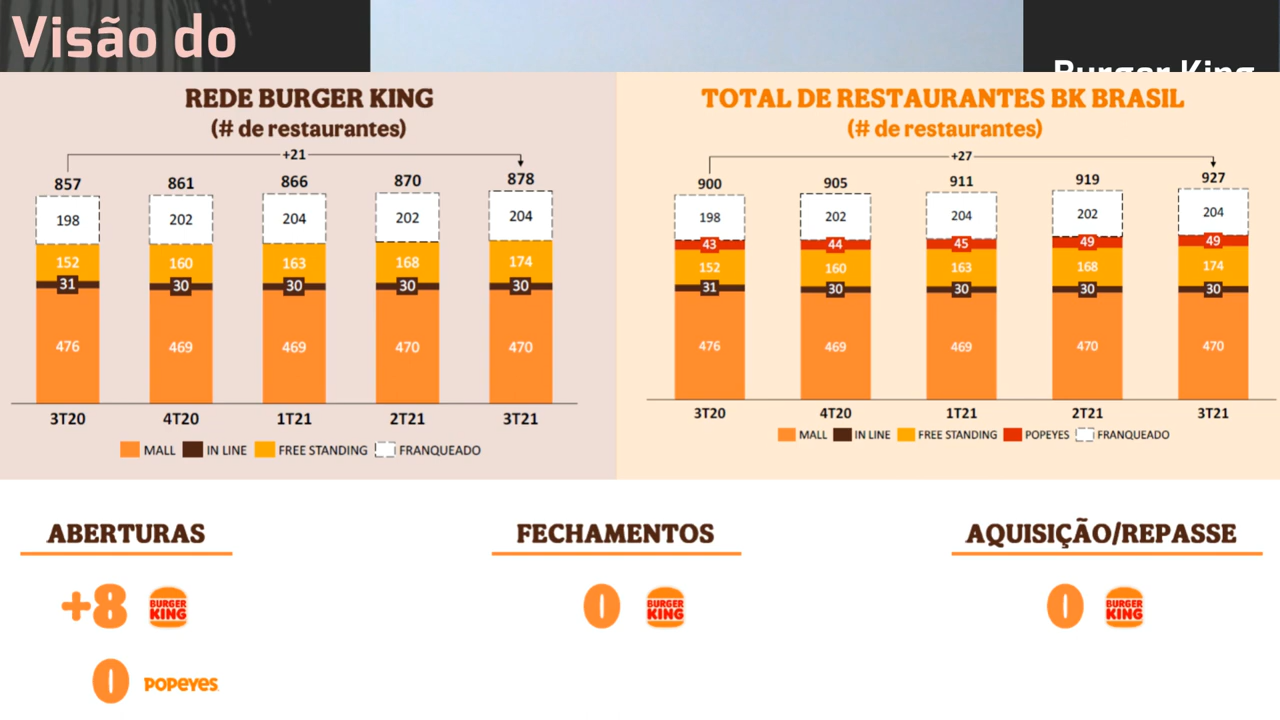 Visão do
Burger King
REDE BURGER KING
(# de restaurantes)
+21
857 861 866 870 878
198 202 204 202 204
152 160 163 168 174
31 30 30 30 30
476 469 469 470 470
3T20 4T20 1T21 2T21 3T21
MALL IN LINE FREE STANDING FRANQUEADO
TOTAL DE RESTAURANTES BK BRASIL
(# de restaurantes)
+27
900 905 911 919 927
198 202 204 202 204
43 44 45 49 49
152 160 163 168 174
31 30 30 30 30
476 469 469 470 470
3T20 4T20 1T21 2T21 3T21
MALL IN LINE FREE STANDING POPEYES FRANQUEADO
ABERTURAS
+8 BURGER KING
0 POPEYES
FECHAMENTOS
0 BURGER KING
AQUISIÇÃO/REPASSE
0 BURGER KING